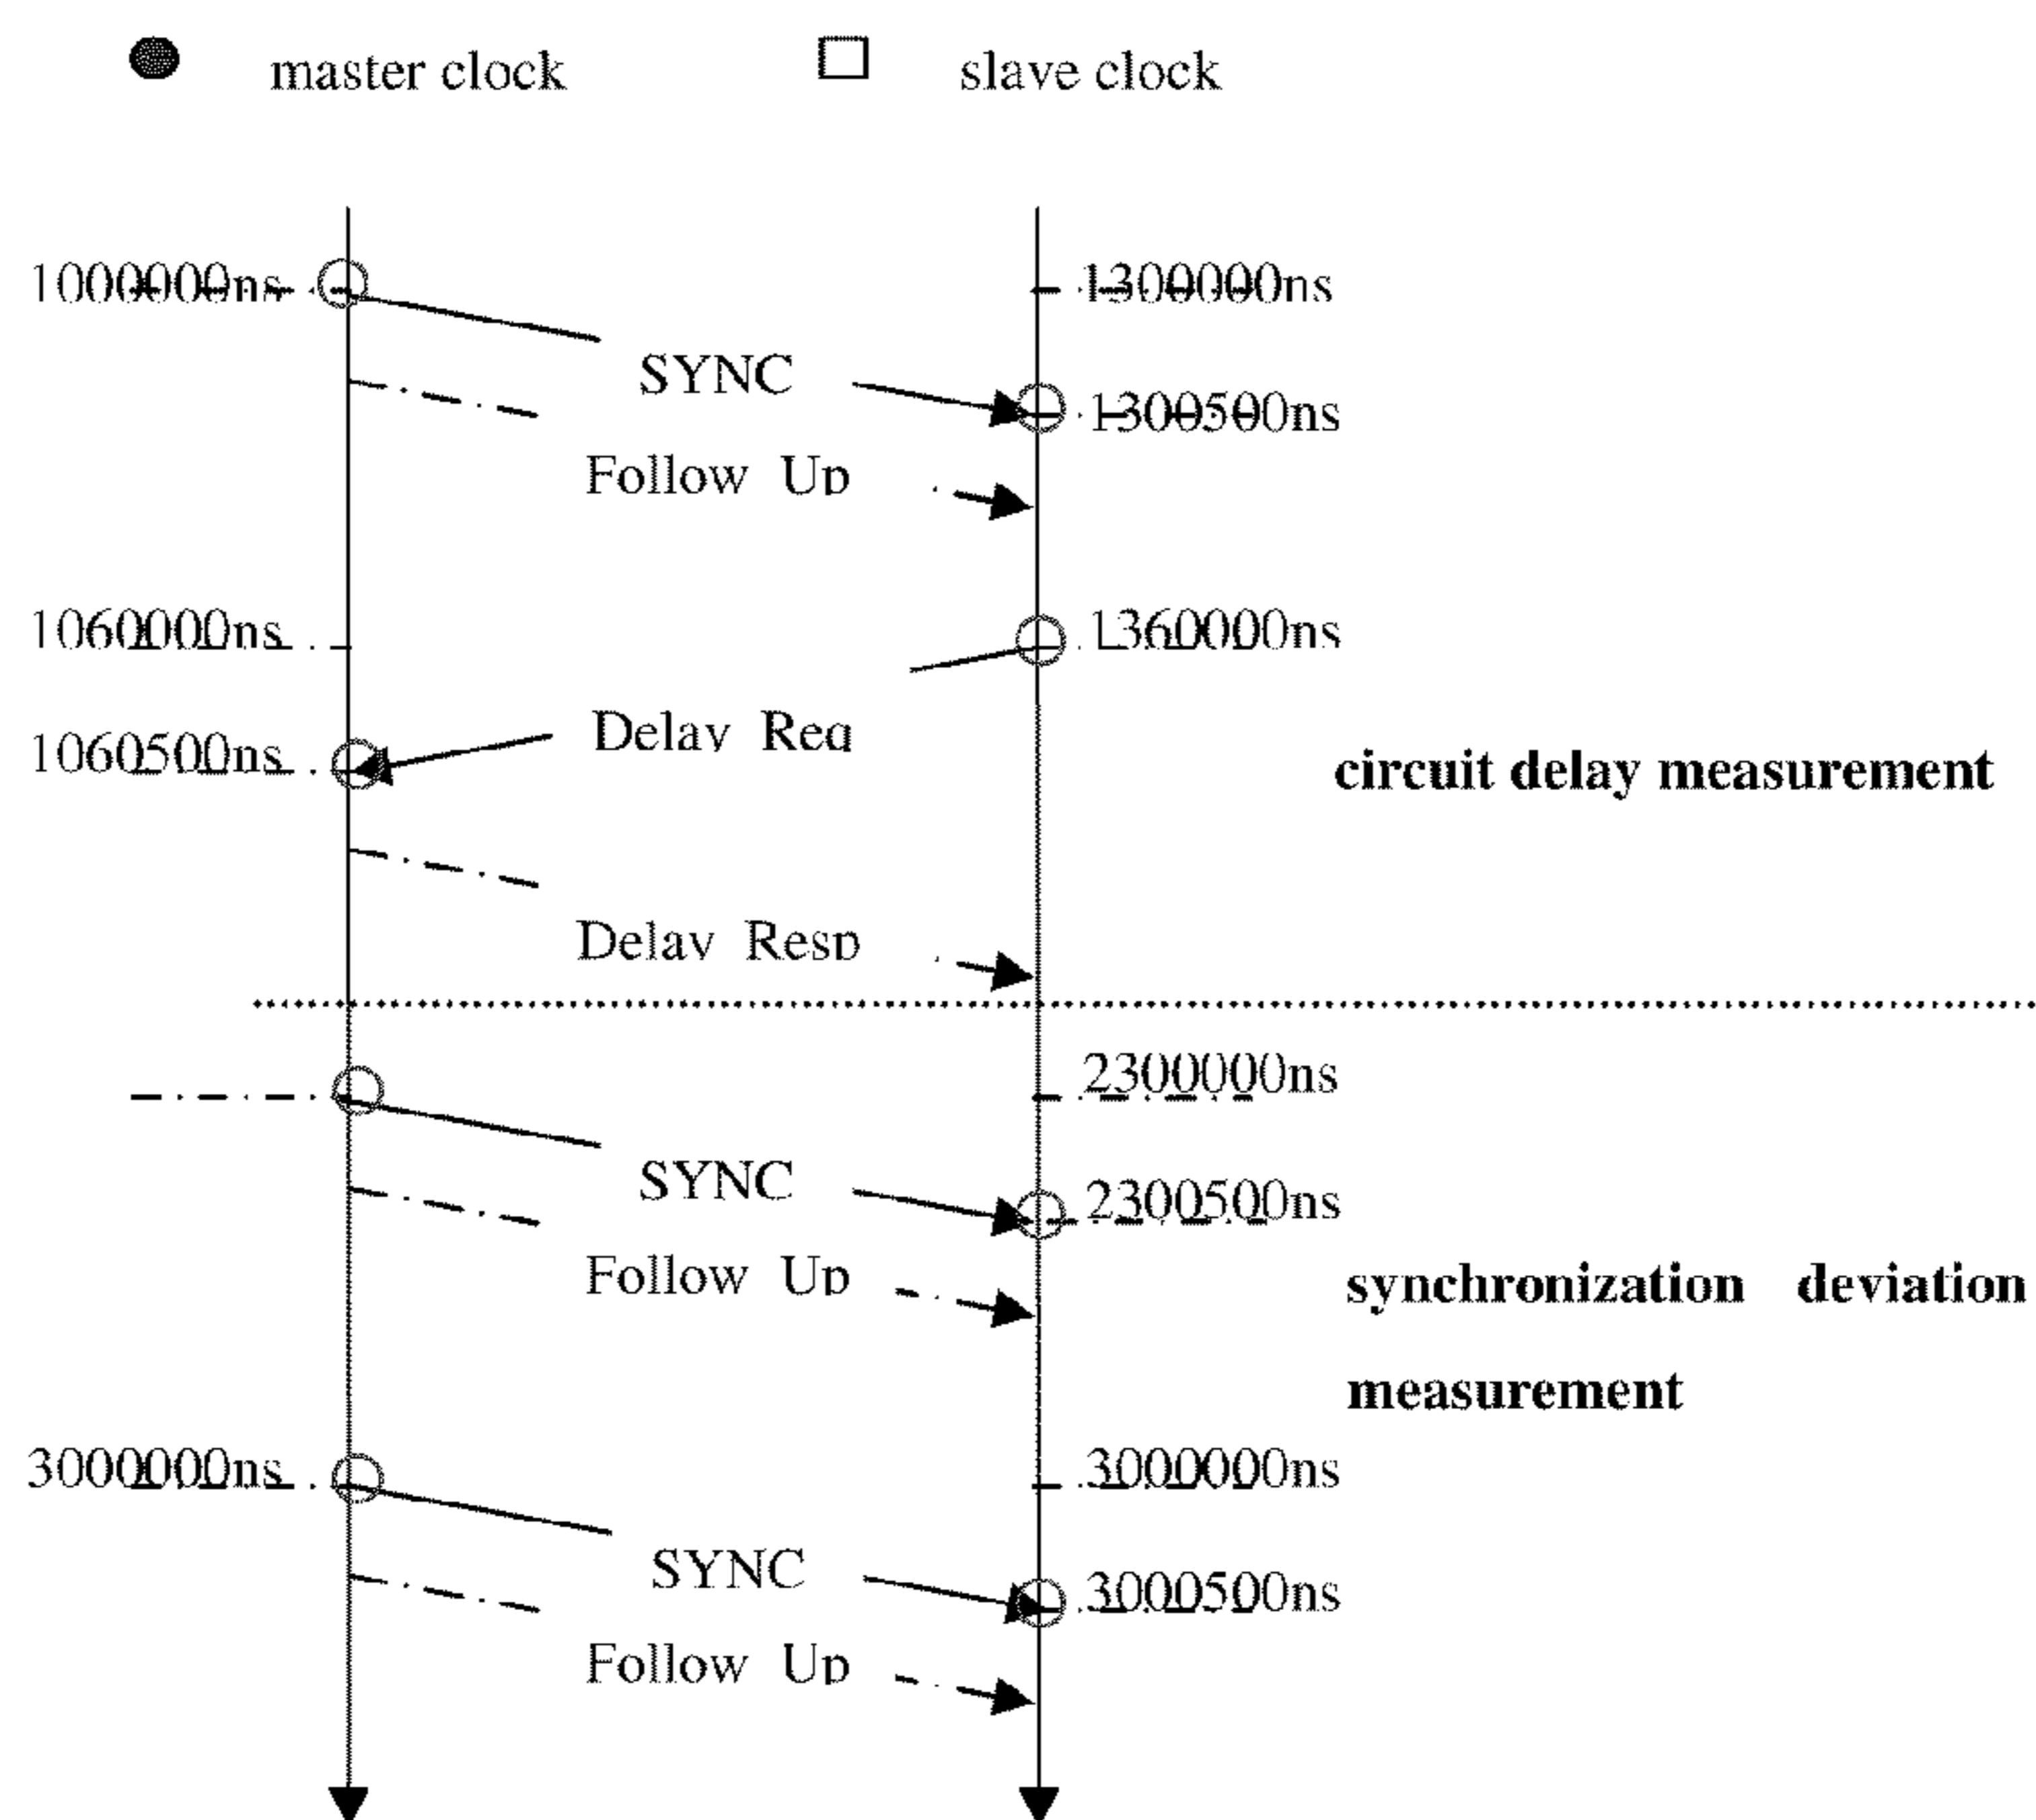 master clock
slave clock
1000000ns
1300000ns
SYNC
1300500ns
Follow Up
1060000ns
1360000ns
Delay Req
1060500ns
circuit delay measurement
Delay Resp
2300000ns
SYNC
2300500ns
Follow Up
synchronization deviation
measurement
3000000ns
3000000ns
SYNC
3000500ns
Follow Up